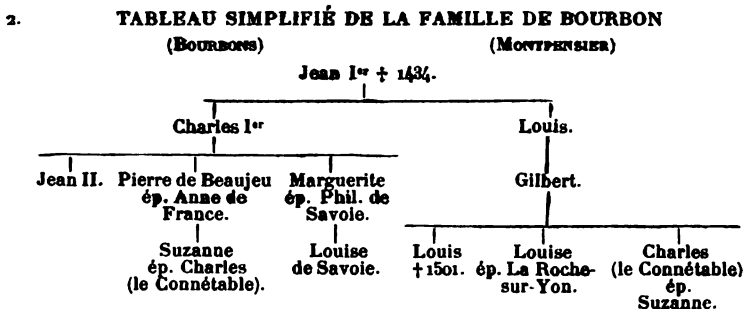 2. TABLEAU SIMPLIFIÉ DE LA FAMILLE DE BOURBON
(BOURBONS) (MONTPENSIER)
Jean Ier † 1434.
Charles Ier Louis.
Jean II. Pierre de Beaujeu Marguerite Gilbert.
ép. Anne de ép. Phil. de
France. Savoie.
Suzanne Louise Louis Louise Charles
ép. Charles de Savoie. † 1501. ép. La Roche- (le Connétable)
(le Connétable). sur-Yon. ép.
Suzanne.